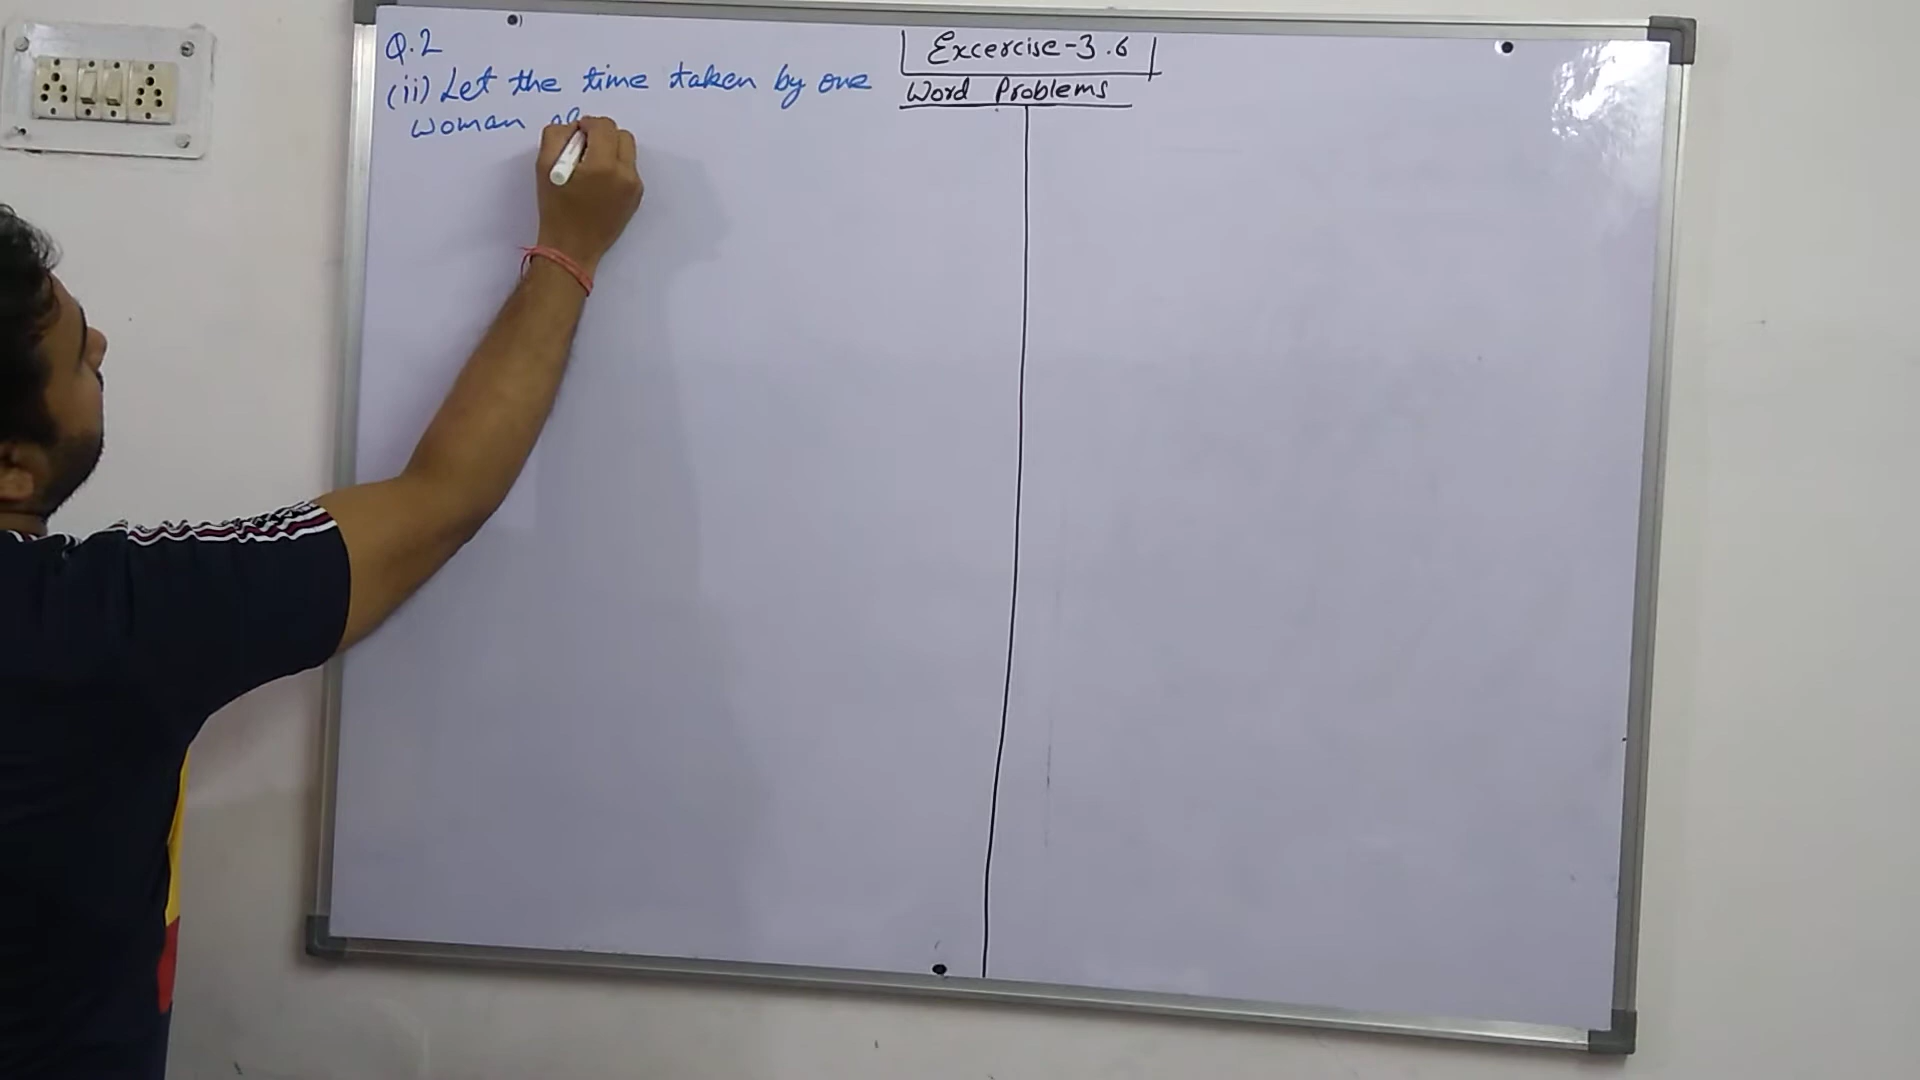 Q.2
(ii) Let the time taken by one
woman
Excercise-3.6
Word Problems